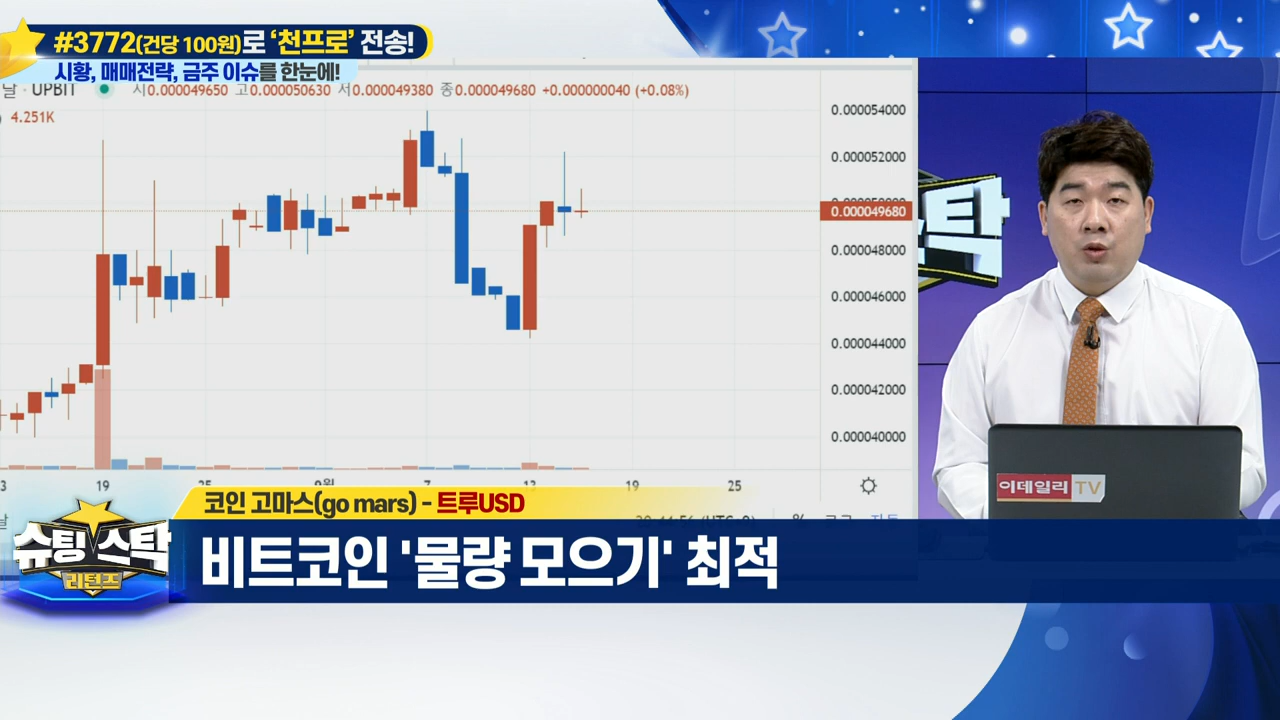 #3772(건당 100원)로 '천프로' 전송!
시황, 매매전략, 금주 이슈를 한눈에!
날 · UPBIT 시0.000049650 고0.000050630 저0.000049380 종0.000049680 +0.000000040 (+0.08%)
4.251K
0.000054000
0.000052000
0.000049680
0.000048000
0.000046000
0.000044000
0.000042000
0.000040000
3 19 25 9월 7 13 19 25
스탁
이데일리 TV
코인 고마스(go mars) - 트루USD
슈팅 스탁
리턴즈
비트코인 '물량 모으기' 최적